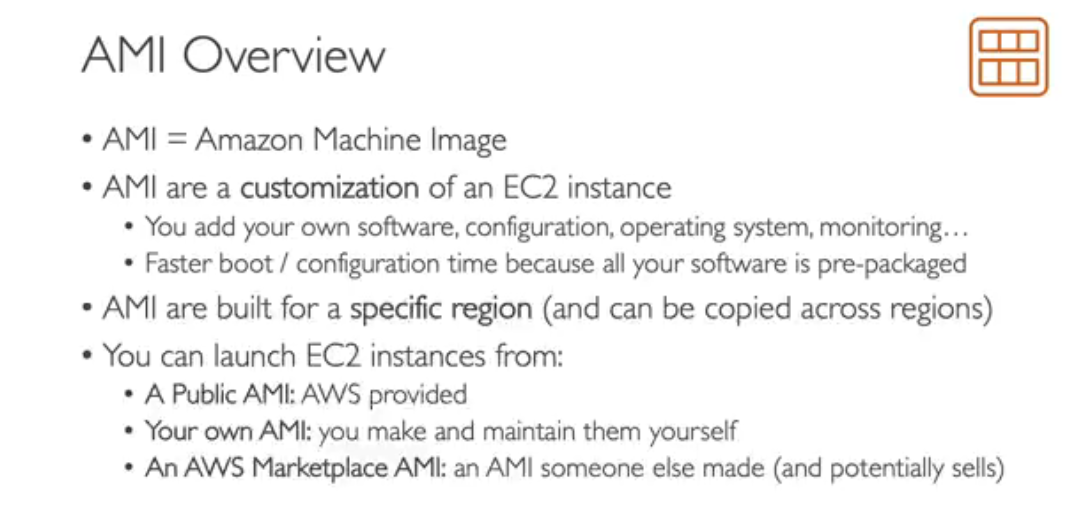 AMI Overview
• AMI = Amazon Machine Image
• AMI are a customization of an EC2 instance
• You add your own software, configuration, operating system, monitoring…
• Faster boot / configuration time because all your software is pre-packaged
• AMI are built for a specific region (and can be copied across regions)
• You can launch EC2 instances from:
• A Public AMI: AWS provided
• Your own AMI: you make and maintain them yourself
• An AWS Marketplace AMI: an AMI someone else made (and potentially sells)